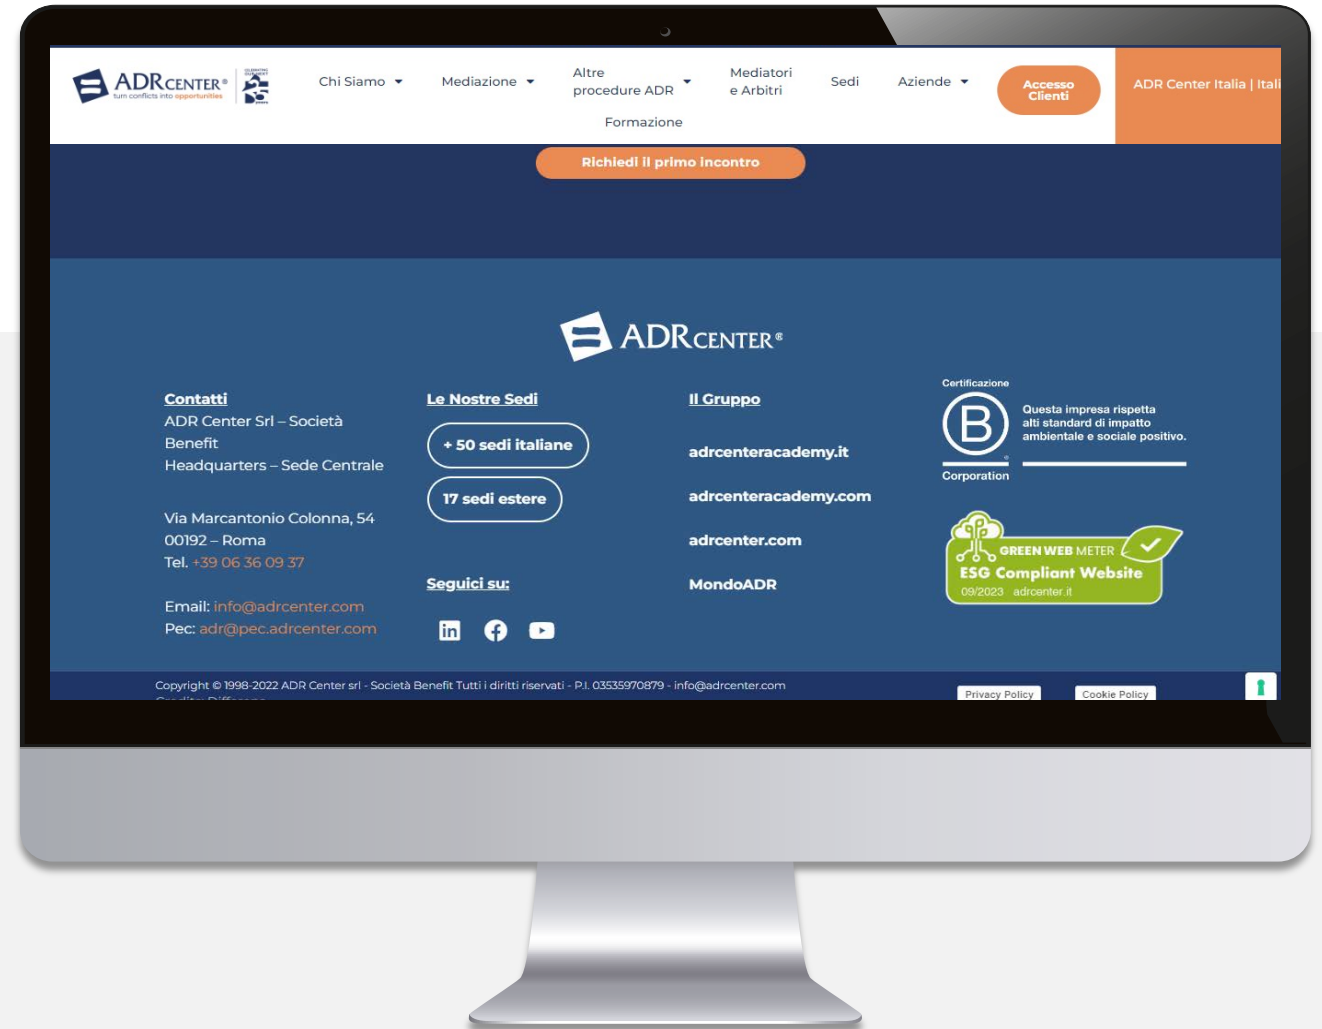 ADRCENTER®
turn conflicts into opportunities
Chi Siamo
Mediazione
Altre
procedure ADR
Mediatori
e Arbitri
Sedi
Aziende
Formazione
Accesso
Clienti
ADR Center Italia | Itali
Richiedi il primo incontro
ADRCENTER®
Contatti
ADR Center Srl – Società
Benefit
Headquarters – Sede Centrale
Via Marcantonio Colonna, 54
00192 – Roma
Tel. +39 06 36 09 37
Email: info@adrcenter.com
Pec: adr@pec.adrcenter.com
Le Nostre Sedi
+ 50 sedi italiane
17 sedi estere
Seguici su:
Il Gruppo
adrcenteracademy.it
adrcenteracademy.com
adrcenter.com
MondoADR
Certificazione
B
®
Corporation
Questa impresa rispetta
alti standard di impatto
ambientale e sociale positivo.
GREEN WEB METER
ESG Compliant Website
09/2023 adrcenter.it
Copyright © 1998-2022 ADR Center srl - Società Benefit Tutti i diritti riservati - P.I. 03535970879 - info@adrcenter.com
Privacy Policy
Cookie Policy